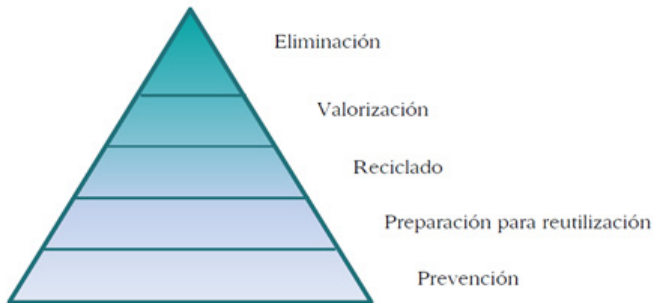 Eliminación
Valorización
Reciclado
Preparación para reutilización
Prevención